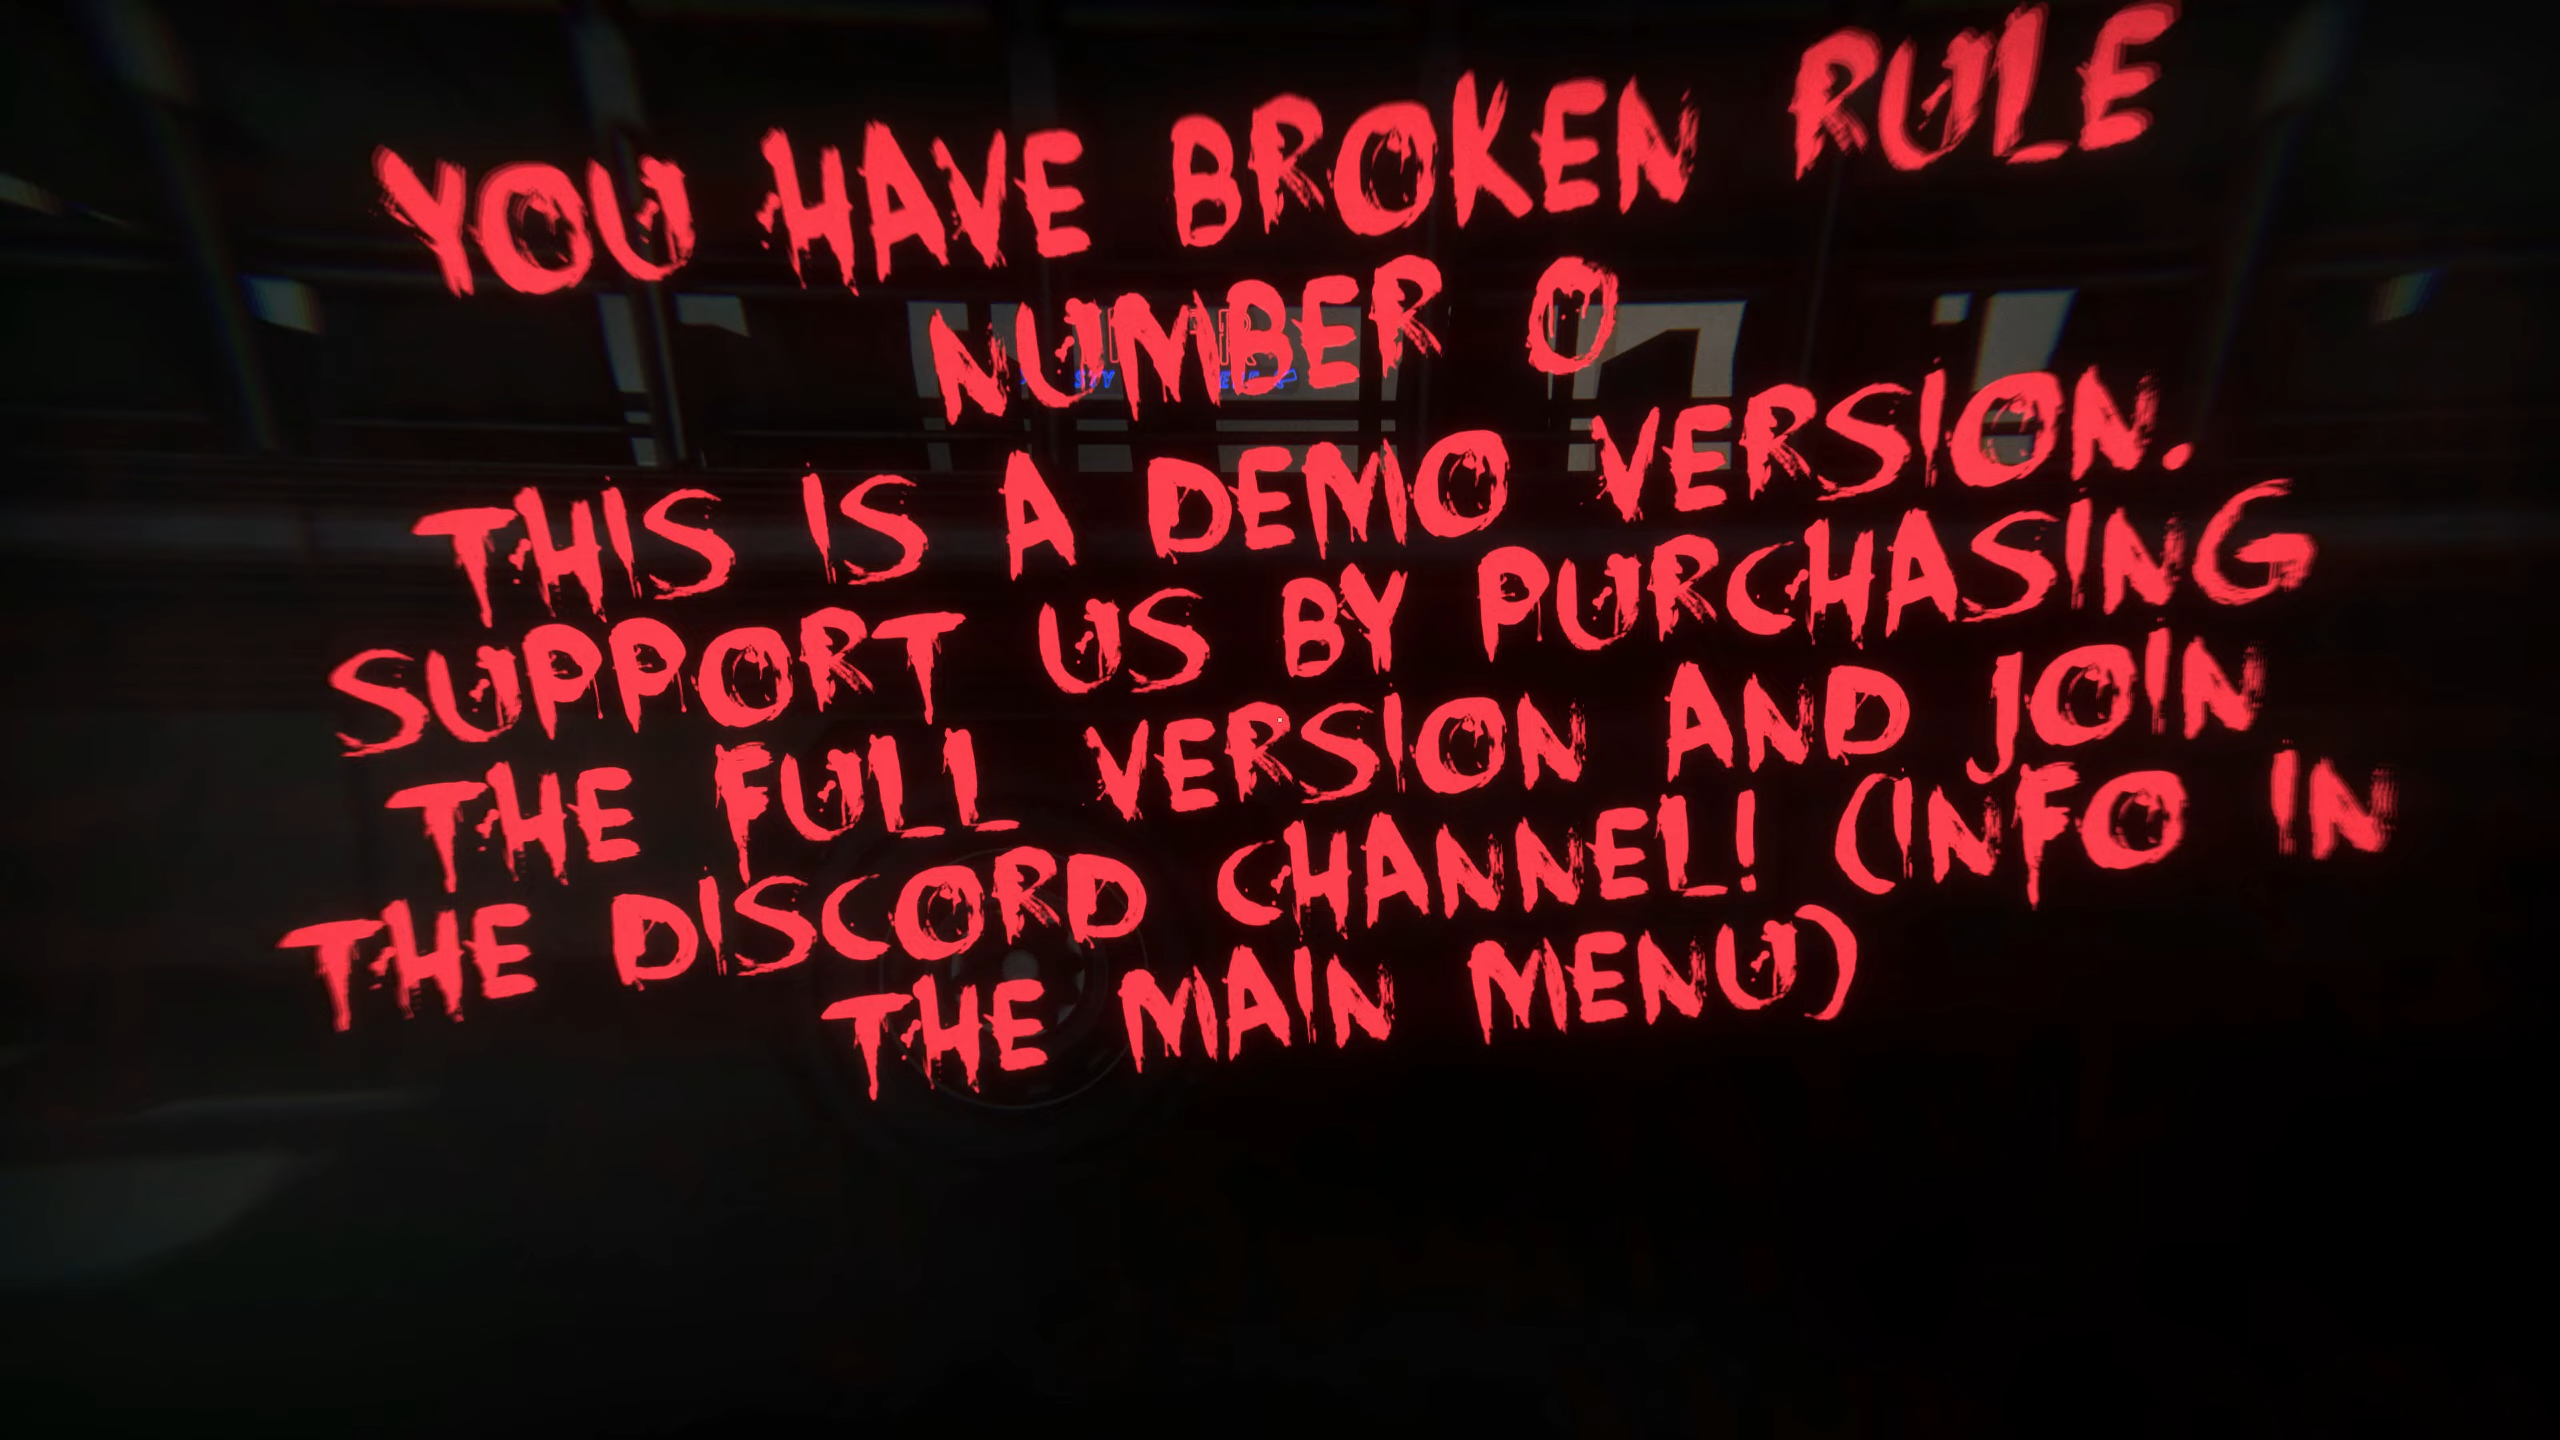 YOU HAVE BROKEN RULE
NUMBER 0
THIS IS A DEMO VERSION.
SUPPORT US BY PURCHASING
THE FULL VERSION AND JOIN
THE DISCORD CHANNEL! (INFO IN
THE MAIN MENU)